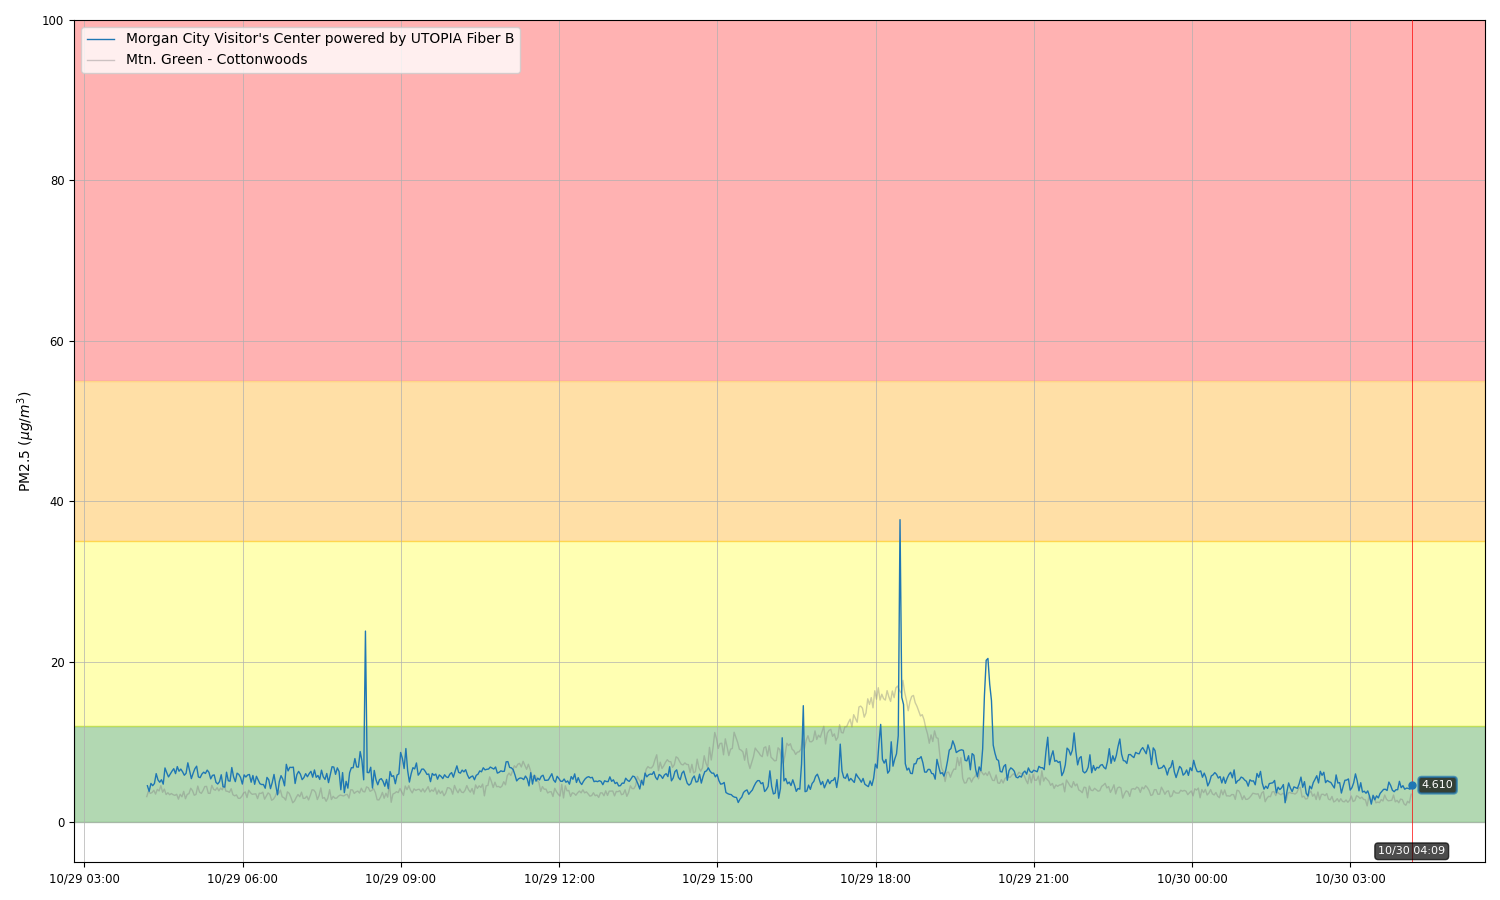 100
Morgan City Visitor's Center powered by UTOPIA Fiber B
Mtn. Green - Cottonwoods
80
60
PM2.5 (μg/m³)
40
20
4.610
0
10/30 04:09
10/29 03:00 10/29 06:00 10/29 09:00 10/29 12:00 10/29 15:00 10/29 18:00 10/29 21:00 10/30 00:00 10/30 03:00